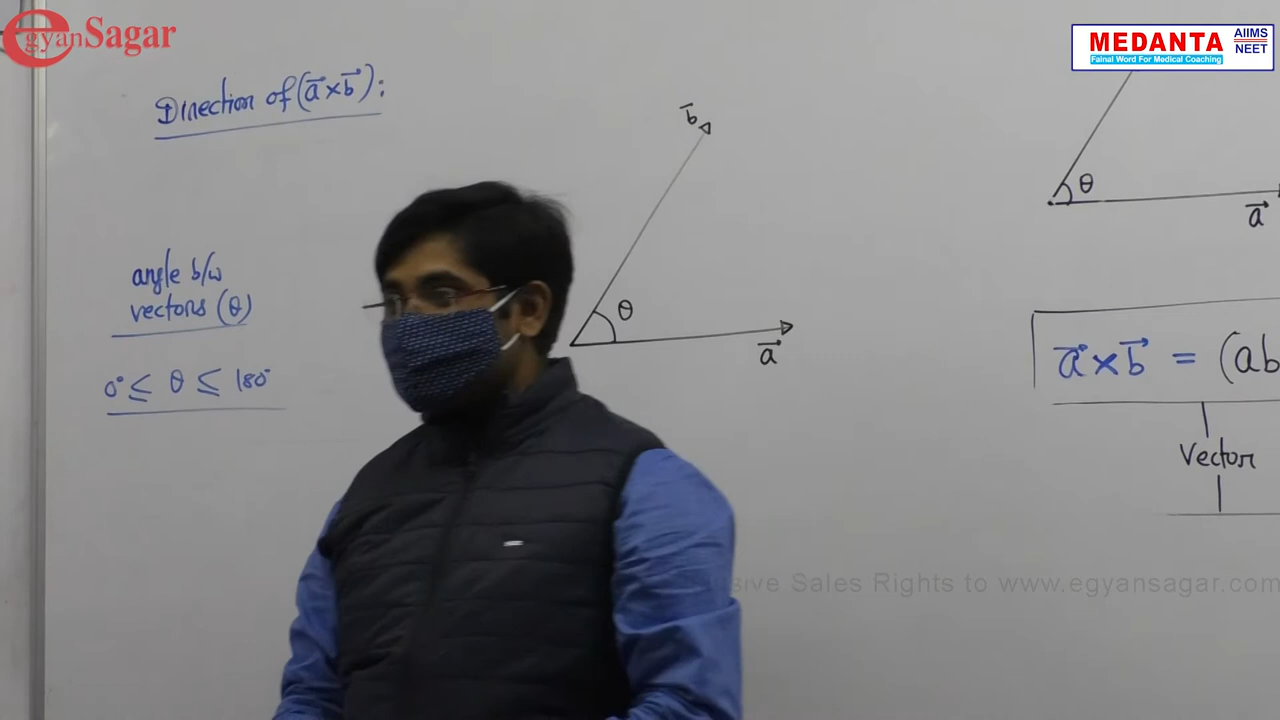 egyanSagar
MEDANTA AIIMS NEET
Fainal Word For Medical Coaching
Direction of (a⃗×b⃗):
b⃗
θ
a⃗
angle b/w
vectors (θ)
0° ≤ θ ≤ 180°
θ
a⃗
a⃗×b⃗ = (ab
Vector
Sales Rights to www.egyansagar.com